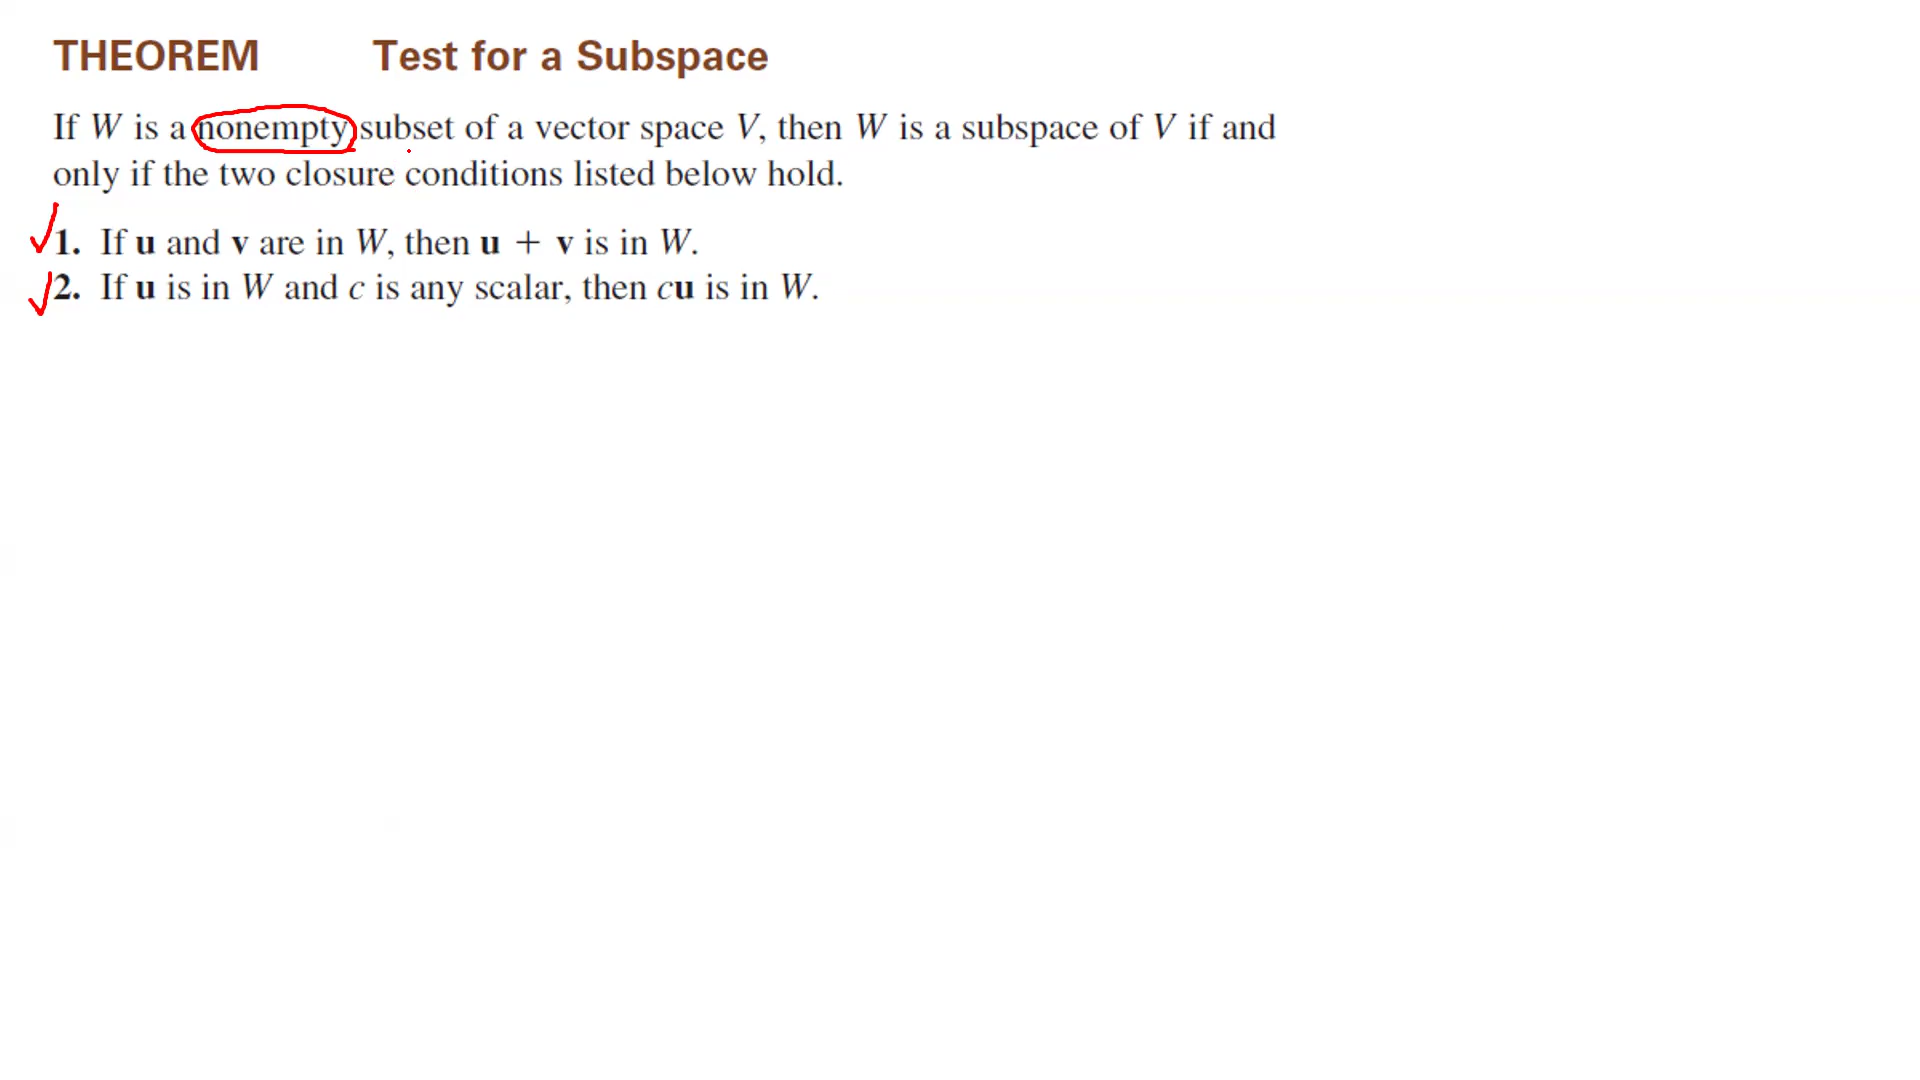 THEOREM Test for a Subspace
If W is a nonempty subset of a vector space V, then W is a subspace of V if and
only if the two closure conditions listed below hold.
1. If u and v are in W, then u + v is in W.
2. If u is in W and c is any scalar, then cu is in W.